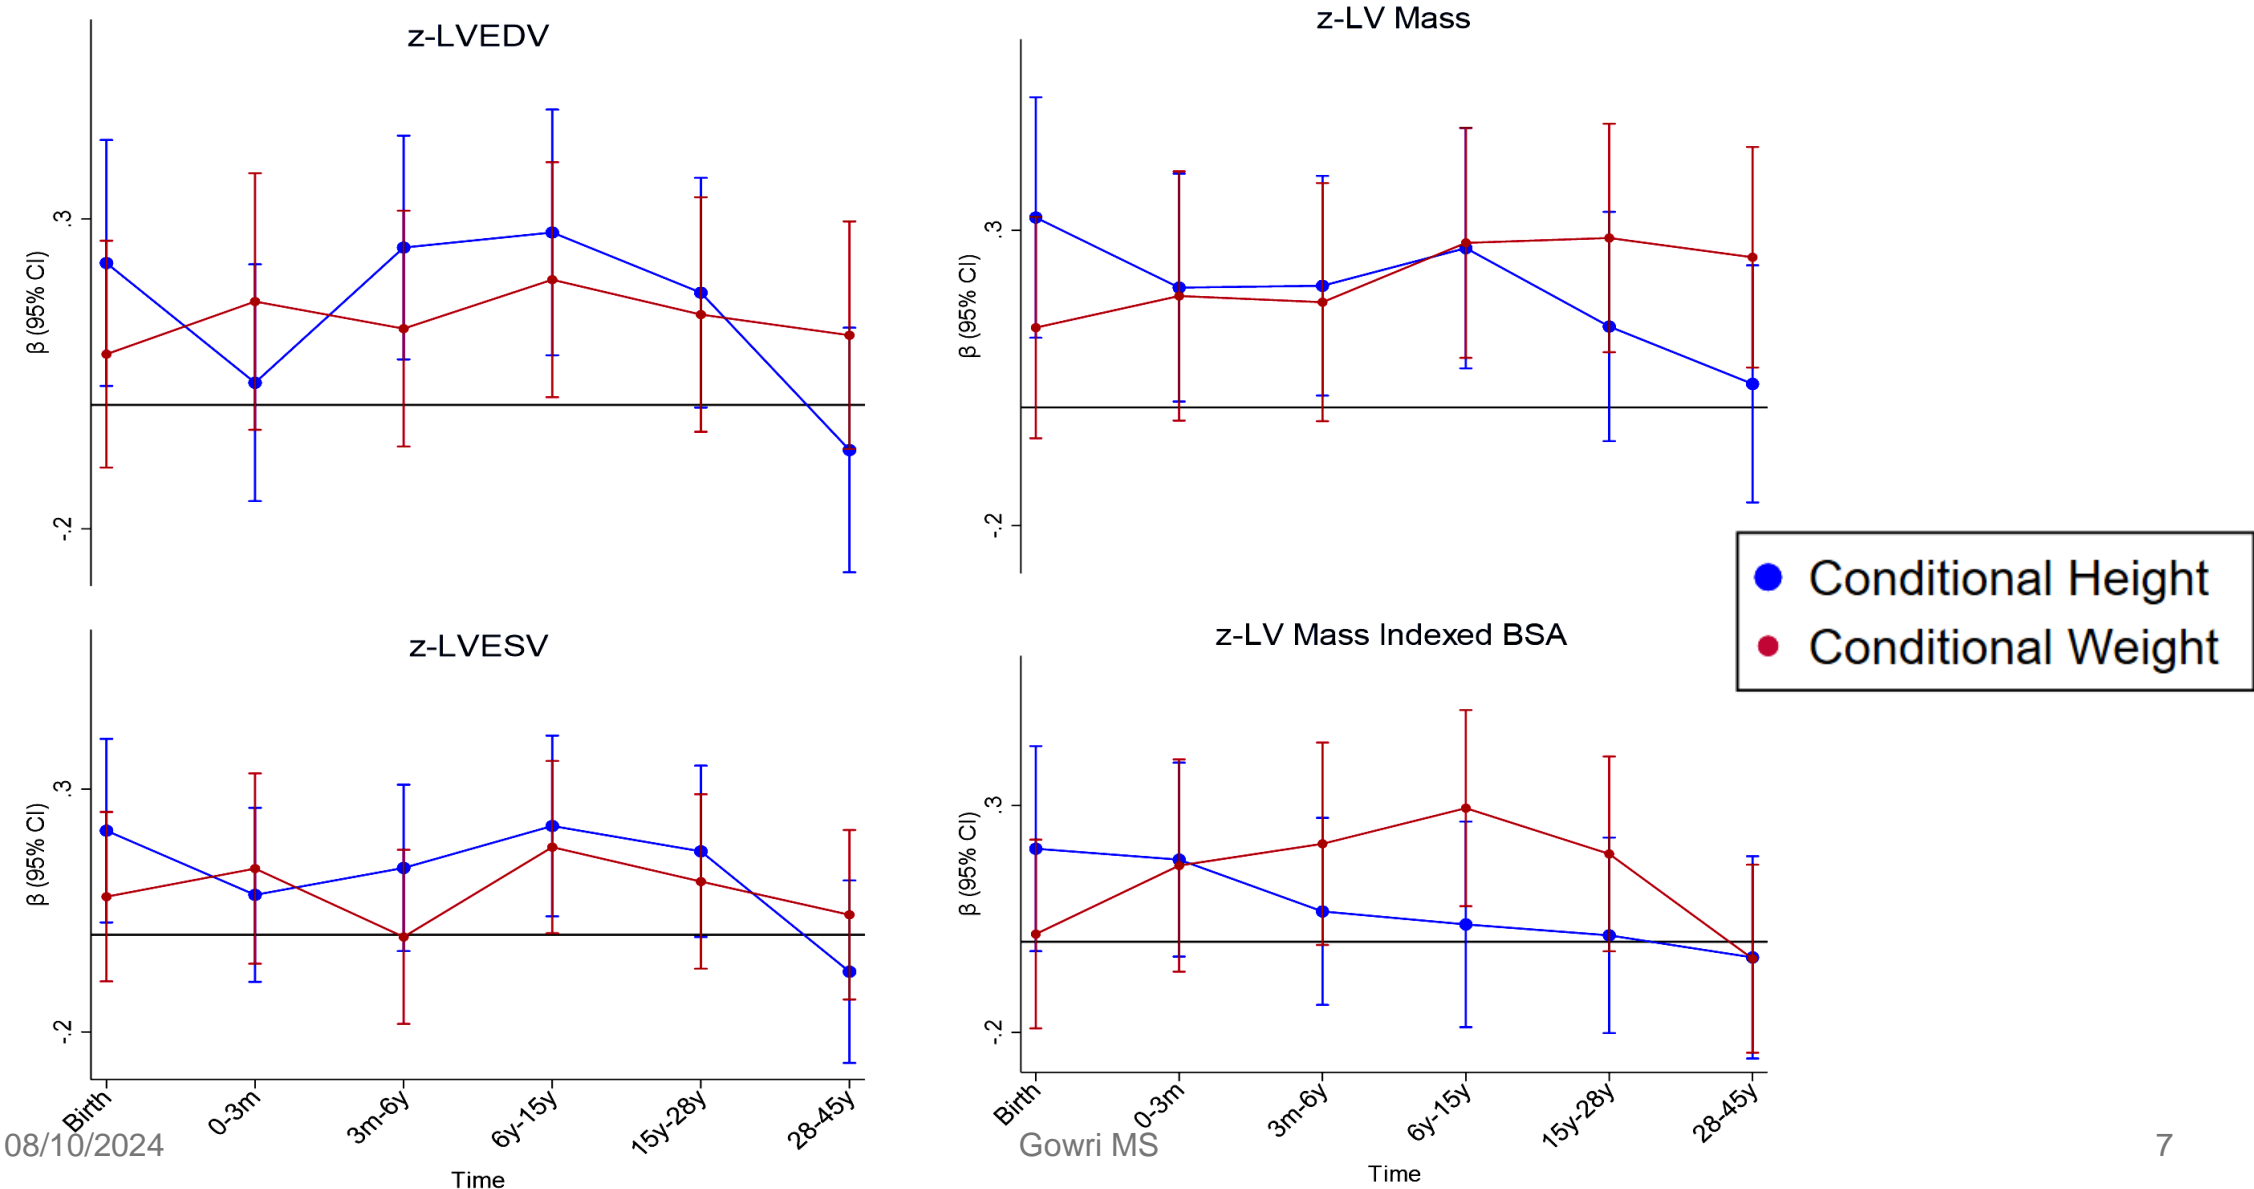 z-LVEDV
.3
-.2
β (95% CI)
z-LV Mass
.3
-.2
β (95% CI)
Conditional Height
Conditional Weight
z-LVESV
.3
-.2
β (95% CI)
Birth
0-3m
3m-6y
6y-15y
15y-28y
28-45y
Time
z-LV Mass Indexed BSA
.3
-.2
β (95% CI)
Birth
0-3m
3m-6y
6y-15y
15y-28y
28-45y
Time
08/10/2024
Gowri MS
7